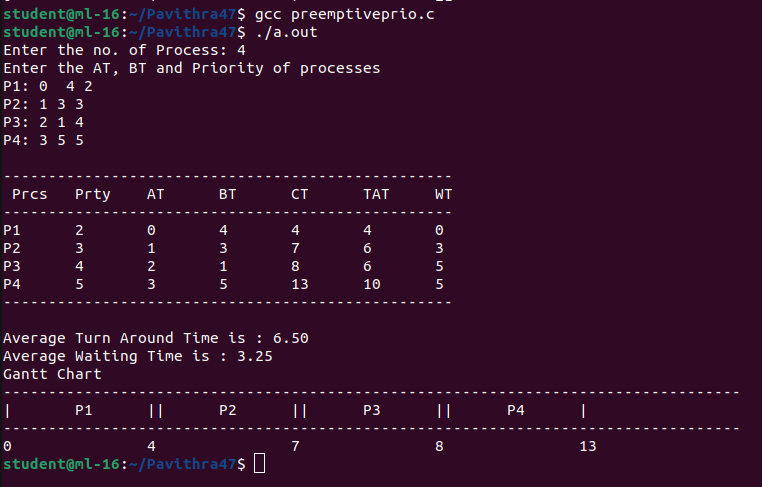 student@ml-16:~/Pavithra47$ gcc preemptiveprio.c
student@ml-16:~/Pavithra47$ ./a.out
Enter the no. of Process: 4
Enter the AT, BT and Priority of processes
P1: 0  4 2
P2: 1 3 3
P3: 2 1 4
P4: 3 5 5
--------------------------------------------------
 Prcs   Prty    AT      BT      CT      TAT     WT
--------------------------------------------------
P1      2       0       4       4       4       0
P2      3       1       3       7       6       3
P3      4       2       1       8       6       5
P4      5       3       5       13      10      5
--------------------------------------------------
Average Turn Around Time is : 6.50
Average Waiting Time is : 3.25
Gantt Chart
----------------------------------------------------------------------------------
|       P1      ||      P2      ||      P3      ||      P4      |
----------------------------------------------------------------------------------
0               4               7               8               13
student@ml-16:~/Pavithra47$